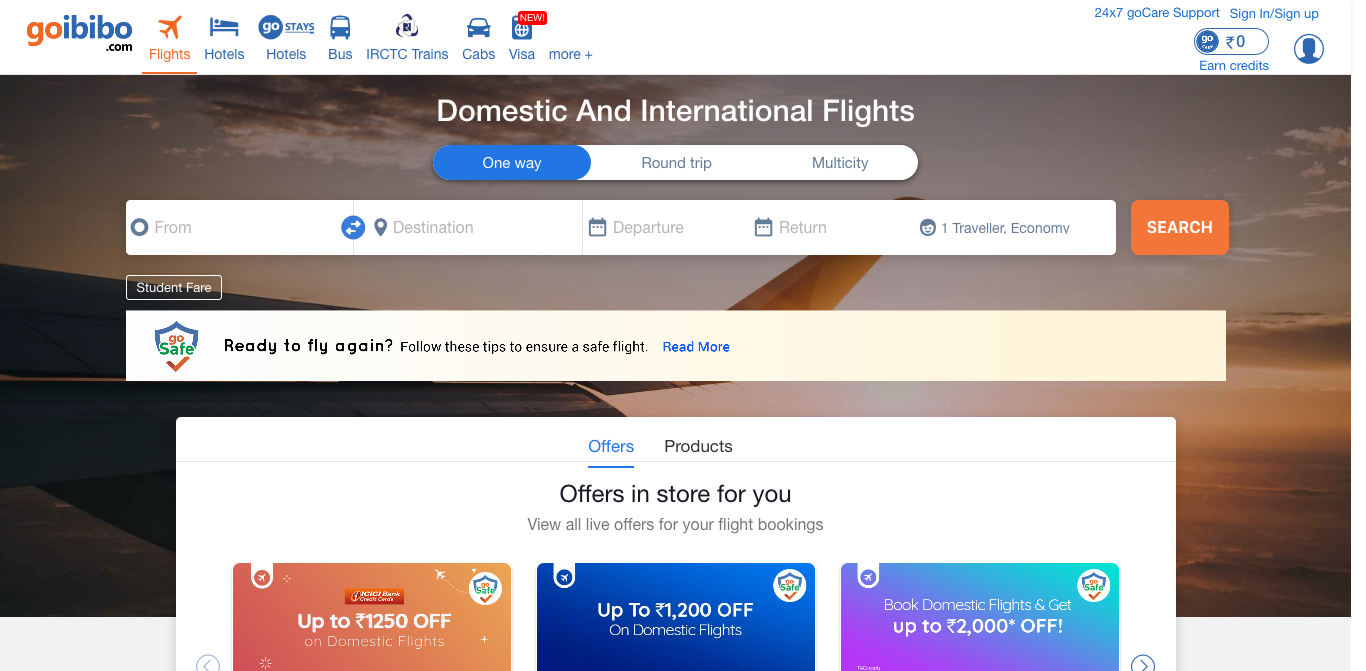 goibibo
.com
Flights
Hotels
go STAYS
Hotels
Bus
IRCTC Trains
Cabs
NEW!
Visa
more +
24x7 goCare Support
Sign In/Sign up
go
₹0
Earn credits
Domestic And International Flights
One way
Round trip
Multicity
From
Destination
Departure
Return
1 Traveller, Economy
SEARCH
Student Fare
go
Safe
Ready to fly again? Follow these tips to ensure a safe flight. Read More
Offers
Products
Offers in store for you
View all live offers for your flight bookings
go
Safe
ICICI Bank
Credit Cards
Up to ₹1250 OFF
on Domestic Flights
go
Safe
Up To ₹1,200 OFF
On Domestic Flights
go
Safe
Book Domestic Flights & Get
up to ₹2,000* OFF!
T&Cs apply